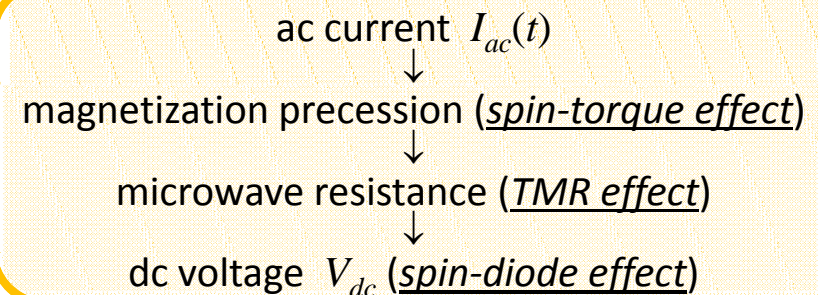 ac current I_ac(t)
↓
magnetization precession (spin-torque effect)
↓
microwave resistance (TMR effect)
↓
dc voltage V_dc (spin-diode effect)